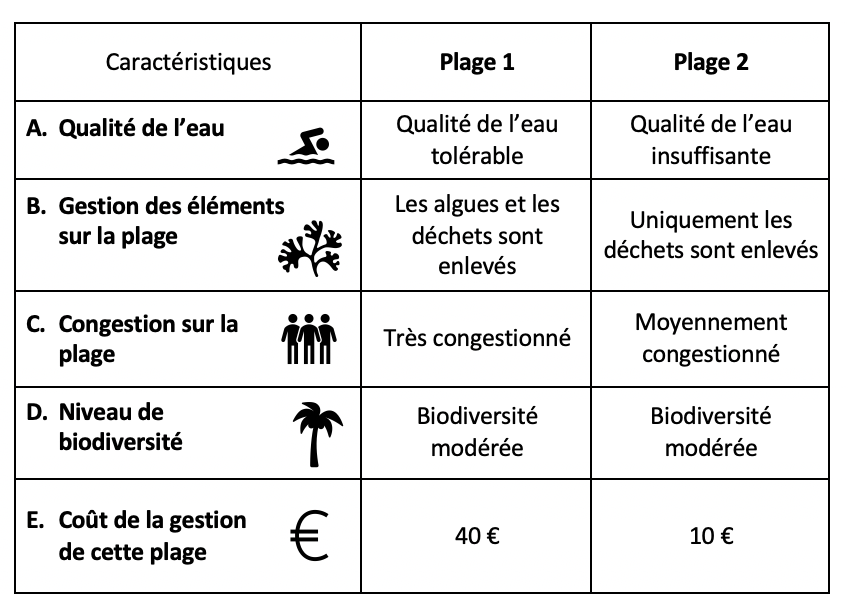 Caractéristiques
Plage 1
Plage 2
A. Qualité de l’eau
Qualité de l’eau
tolérable
Qualité de l’eau
insuffisante
B. Gestion des éléments
sur la plage
Les algues et les
déchets sont
enlevés
Uniquement les
déchets sont enlevés
C. Congestion sur la
plage
Très congestionné
Moyennement
congestionné
D. Niveau de
biodiversité
Biodiversité
modérée
Biodiversité
modérée
E. Coût de la gestion
de cette plage
€
40 €
10 €